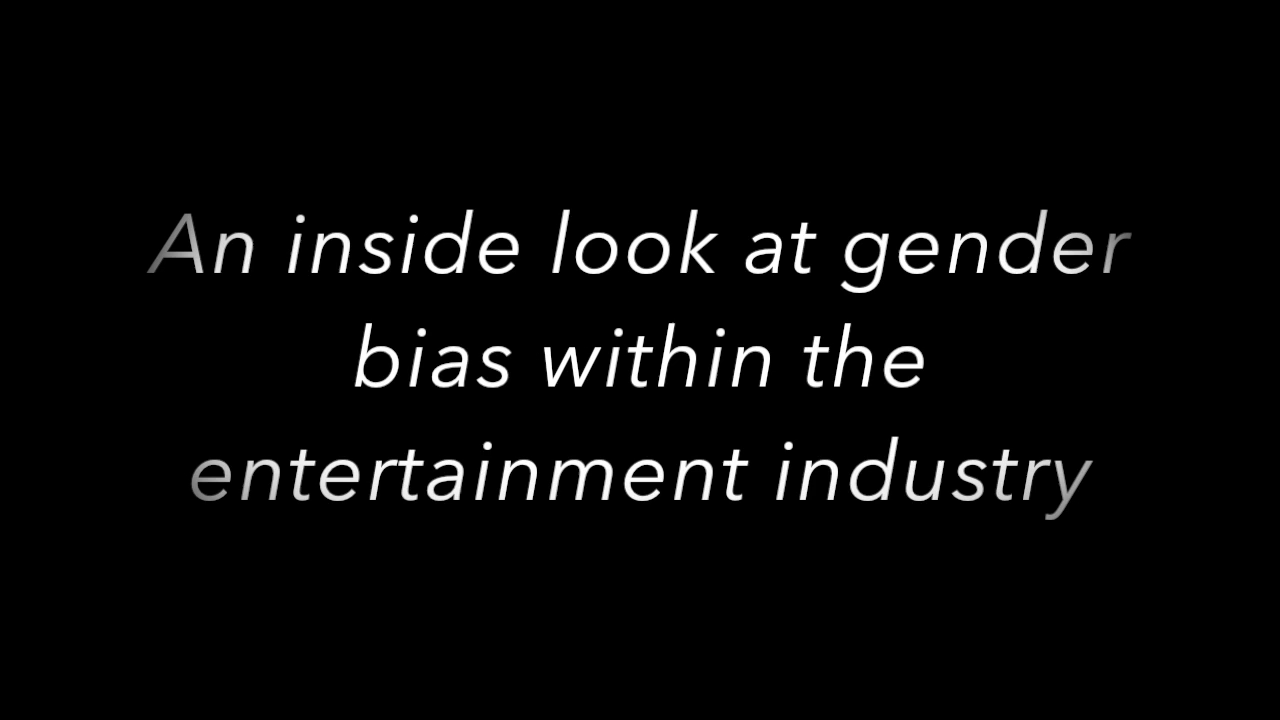 An inside look at gender
bias within the
entertainment industry